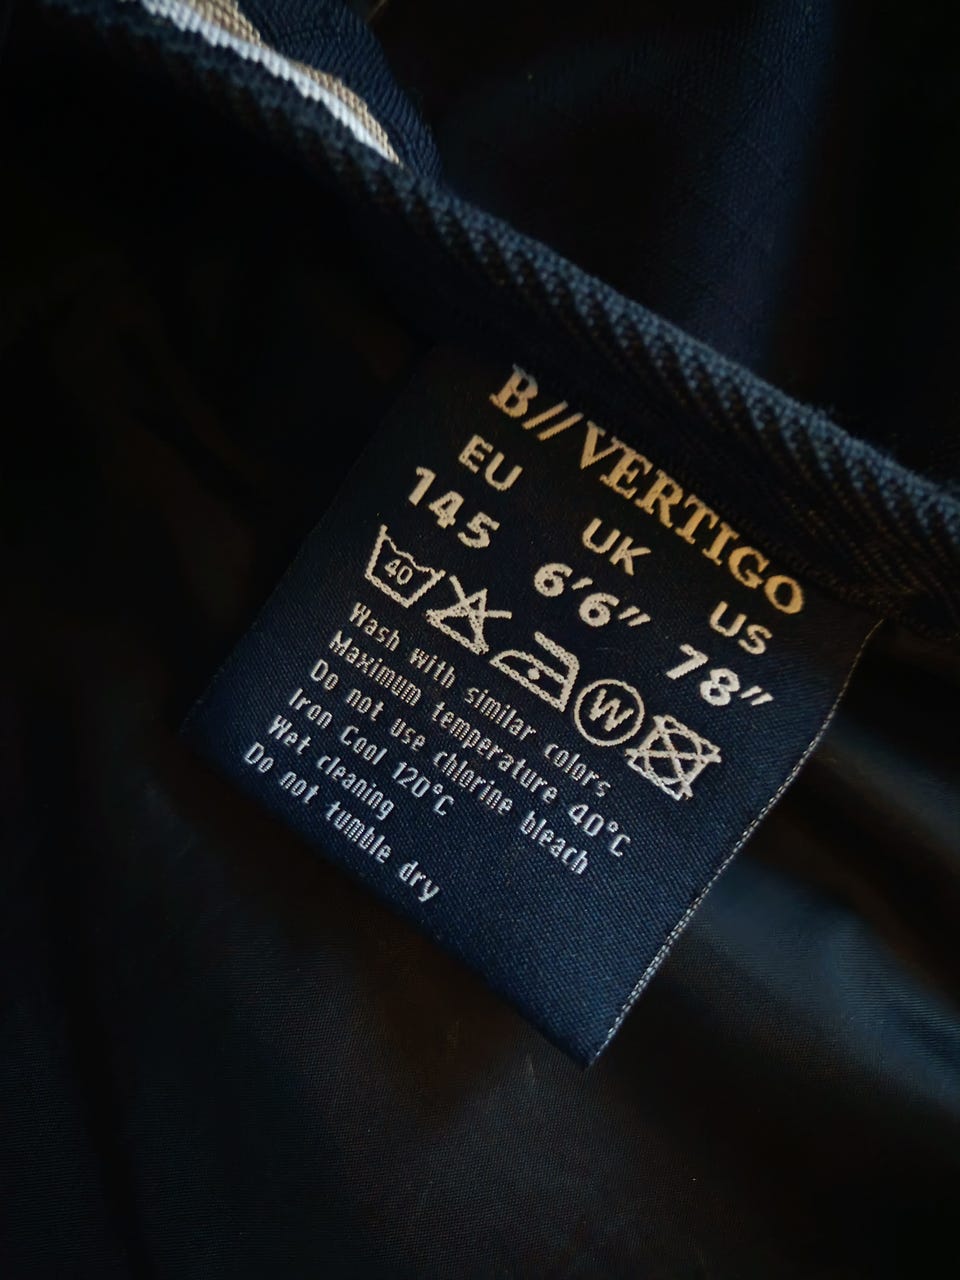 B//VERTIGO
EU UK US
145 6'6" 78"
40 W
Wash with similar colors
Maximum temperature 40°C
Do not use chlorine bleach
Iron Cool 120°C
Wet cleaning
Do not tumble dry